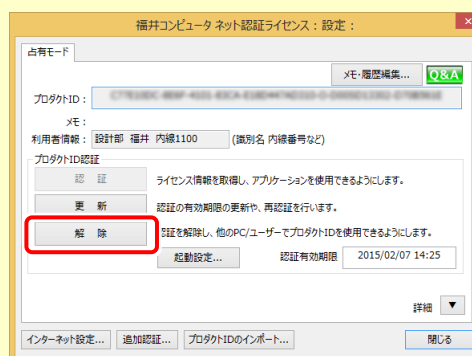 福井コンピュータ ネット認証ライセンス：設定：
占有モード
メモ・履歴編集... Q&A
プロダクトID：
メモ：
利用者情報： 設計部 福井 内線1100 (識別名 内線番号など)
プロダクトID認証
認　証 ライセンス情報を取得し、アプリケーションを使用できるようにします。
更　新 認証の有効期限の更新や、再認証を行います。
解　除 認証を解除し、他のPC/ユーザーでプロダクトIDを使用できるようにします。
起動設定... 認証有効期限 2015/02/07 14:25
詳細 ▼
インターネット設定... 追加認証... プロダクトIDのインポート... 閉じる